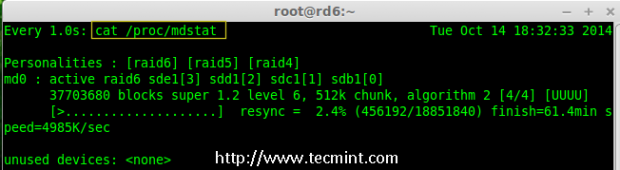 root@rd6:~
Every 1.0s: cat /proc/mdstat Tue Oct 14 18:32:33 2014
Personalities : [raid6] [raid5] [raid4]
md0 : active raid6 sde1[3] sdd1[2] sdc1[1] sdb1[0]
37703680 blocks super 1.2 level 6, 512k chunk, algorithm 2 [4/4] [UUUU]
[>....................] resync = 2.4% (456192/18851840) finish=61.4min s
peed=4985K/sec
unused devices: <none>
http://www.tecmint.com